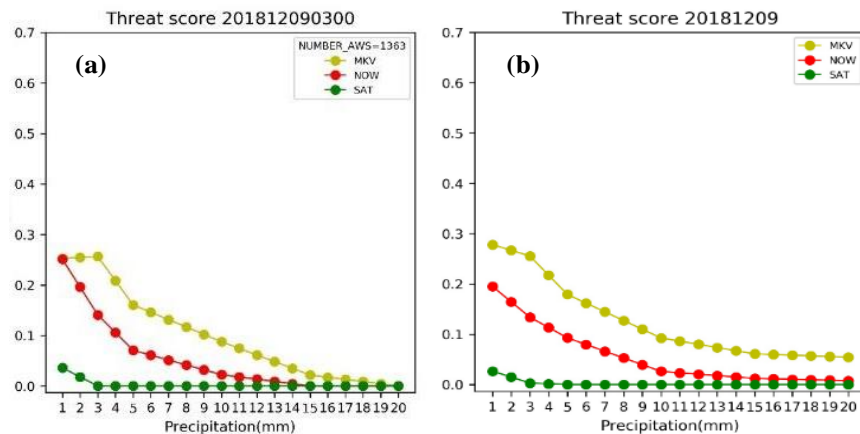 Threat score 201812090300
(a)
NUMBER_AWS=1363
MKV
NOW
SAT
0.7
0.6
0.5
0.4
0.3
0.2
0.1
0.0
1 2 3 4 5 6 7 8 9 10 11 12 13 14 15 16 17 18 19 20
Precipitation(mm)
Threat score 20181209
(b)
MKV
NOW
SAT
0.7
0.6
0.5
0.4
0.3
0.2
0.1
0.0
1 2 3 4 5 6 7 8 9 10 11 12 13 14 15 16 17 18 19 20
Precipitation(mm)